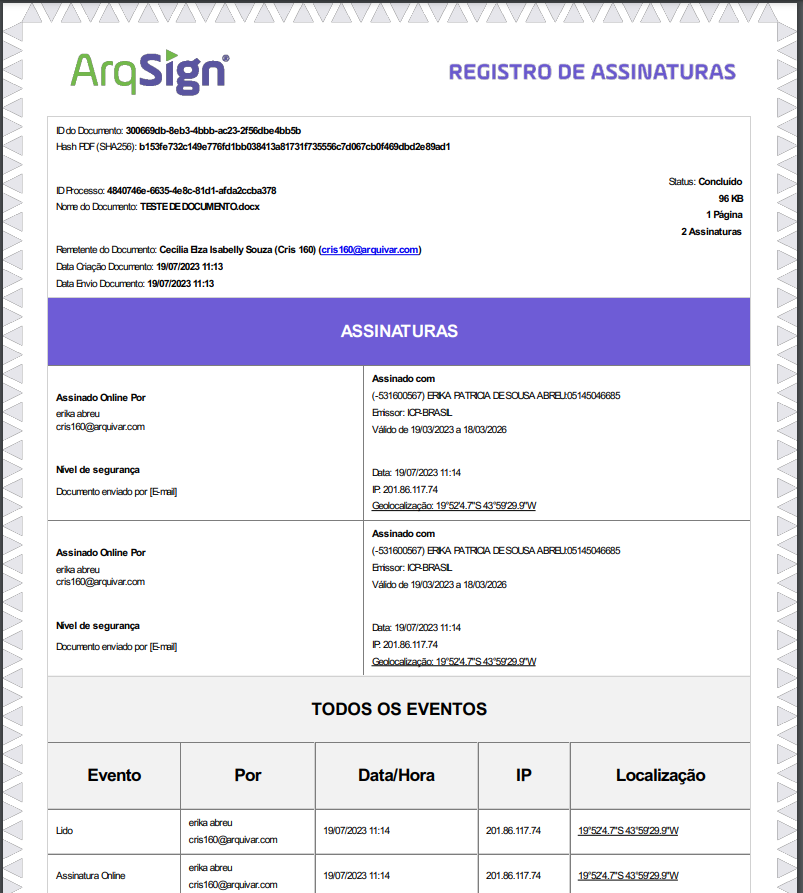 ArqSign®
REGISTRO DE ASSINATURAS
ID do Documento: 300669db-8eb3-4bbb-ac23-2f56dbe4bb5b
Hash PDF (SHA256): b153fe732c149e776fd1bb038413a81731f735556c7d067cb0f469dbd2e89ad1
Status: Concluído
ID Processo: 4840746e-6635-4e8c-81d1-afda2ccba378
96 KB
Nome do Documento: TESTE DE DOCUMENTO.docx
1 Página
2 Assinaturas
Remetente do Documento: Cecília Elza Isabelly Souza (Cris 160) (cris160@arquivar.com)
Data Criação Documento: 19/07/2023 11:13
Data Envio Documento: 19/07/2023 11:13
ASSINATURAS
Assinado Online Por
erika abreu
cris160@arquivar.com
Nível de segurança
Documento enviado por [E-mail]
Assinado com
(-531600567) ERIKA PATRICIA DE SOUSA ABREU:05145046685
Emissor: ICP-BRASIL
Válido de 19/03/2023 a 18/03/2026
Data: 19/07/2023 11:14
IP: 201.86.117.74
Geolocalização: 19°52'4.7"S 43°59'29.9"W
Assinado Online Por
erika abreu
cris160@arquivar.com
Nível de segurança
Documento enviado por [E-mail]
Assinado com
(-531600567) ERIKA PATRICIA DE SOUSA ABREU:05145046685
Emissor: ICP-BRASIL
Válido de 19/03/2023 a 18/03/2026
Data: 19/07/2023 11:14
IP: 201.86.117.74
Geolocalização: 19°52'4.7"S 43°59'29.9"W
TODOS OS EVENTOS
Evento Por Data/Hora IP Localização
Lido erika abreu 19/07/2023 11:14 201.86.117.74 19°52'4.7"S 43°59'29.9"W
cris160@arquivar.com
Assinatura Online erika abreu 19/07/2023 11:14 201.86.117.74 19°52'4.7"S 43°59'29.9"W
cris160@arquivar.com